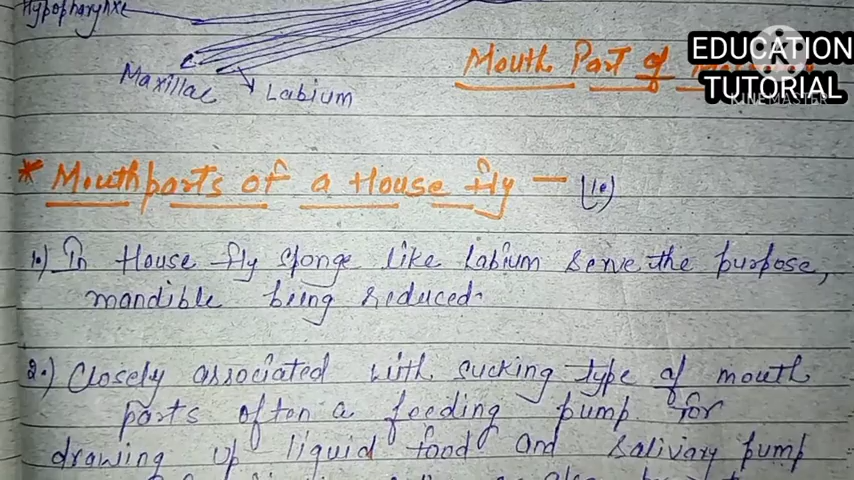 Hypopharynxe
Maxillae
Labium
Mouth Part of
EDUCATION
TUTORIAL
KINEMASTER
* Mouthparts of a House fly —
1.) In House fly sponge like Labium serve the purpose,
mandible being reduced.
2.) Closely associated with sucking type of mouth
parts often a feeding pump for
drawing up liquid food and salivary pump